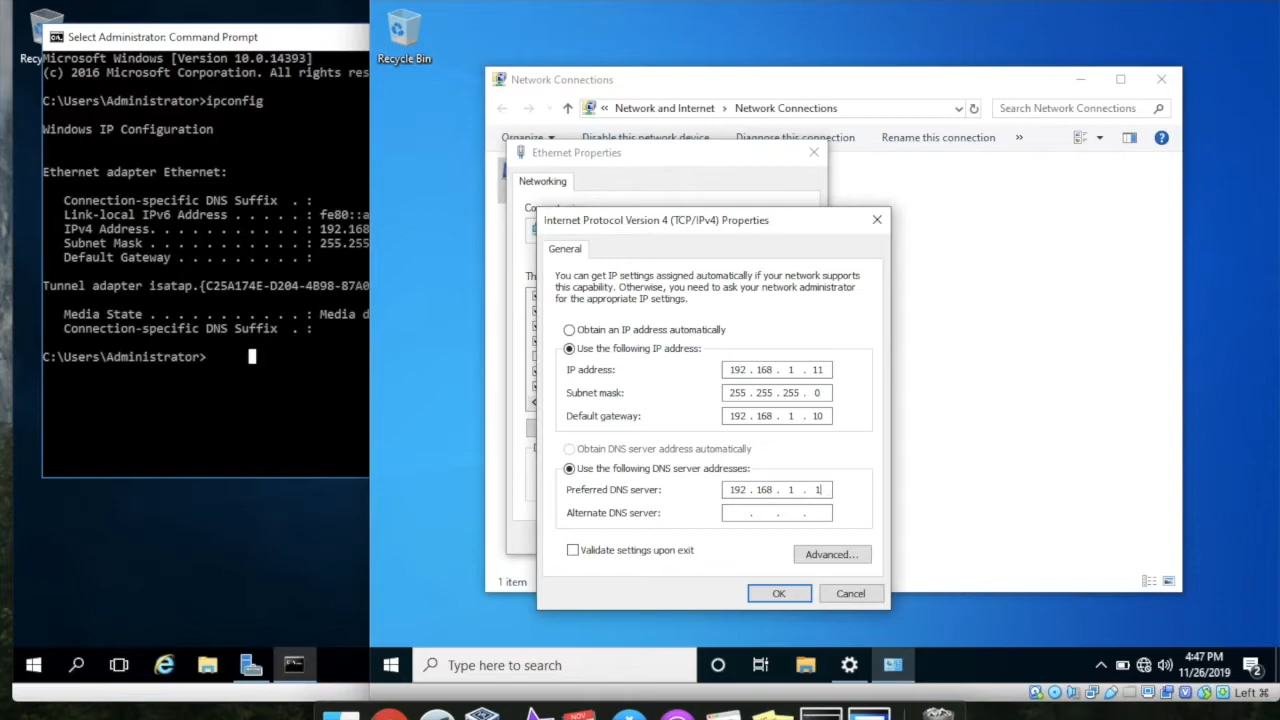 Recy
Select Administrator: Command Prompt
Microsoft Windows [Version 10.0.14393]
(c) 2016 Microsoft Corporation. All rights res
C:\Users\Administrator>ipconfig
Windows IP Configuration
Ethernet adapter Ethernet:
Connection-specific DNS Suffix . :
Link-local IPv6 Address . . . . . : fe80::a
IPv4 Address. . . . . . . . . . . : 192.168
Subnet Mask . . . . . . . . . . . : 255.255
Default Gateway . . . . . . . . . :
Tunnel adapter isatap.{C25A174E-D204-4B98-87A0
Media State . . . . . . . . . . . : Media d
Connection-specific DNS Suffix . :
C:\Users\Administrator>
Recycle Bin
Network Connections
« Network and Internet > Network Connections
Search Network Connections
Organize
Disable this network device
Diagnose this connection
Rename this connection
»
Ethernet Properties
Networking
Co
Th
Internet Protocol Version 4 (TCP/IPv4) Properties
General
You can get IP settings assigned automatically if your network supports
this capability. Otherwise, you need to ask your network administrator
for the appropriate IP settings.
Obtain an IP address automatically
Use the following IP address:
IP address: 192 . 168 . 1 . 11
Subnet mask: 255 . 255 . 255 . 0
Default gateway: 192 . 168 . 1 . 10
Obtain DNS server address automatically
Use the following DNS server addresses:
Preferred DNS server: 192 . 168 . 1 . 1
Alternate DNS server: . . .
Validate settings upon exit
Advanced...
OK
Cancel
1 item
Type here to search
4:47 PM
11/26/2019
2
Left ⌘
NOV